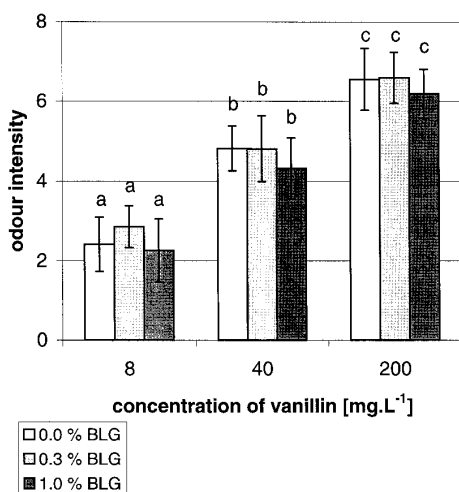 8
c c c
6
b b
b
4
a
a a
2
0
odour intensity
8 40 200
concentration of vanillin [mg.L⁻¹]
0.0 % BLG
0.3 % BLG
1.0 % BLG